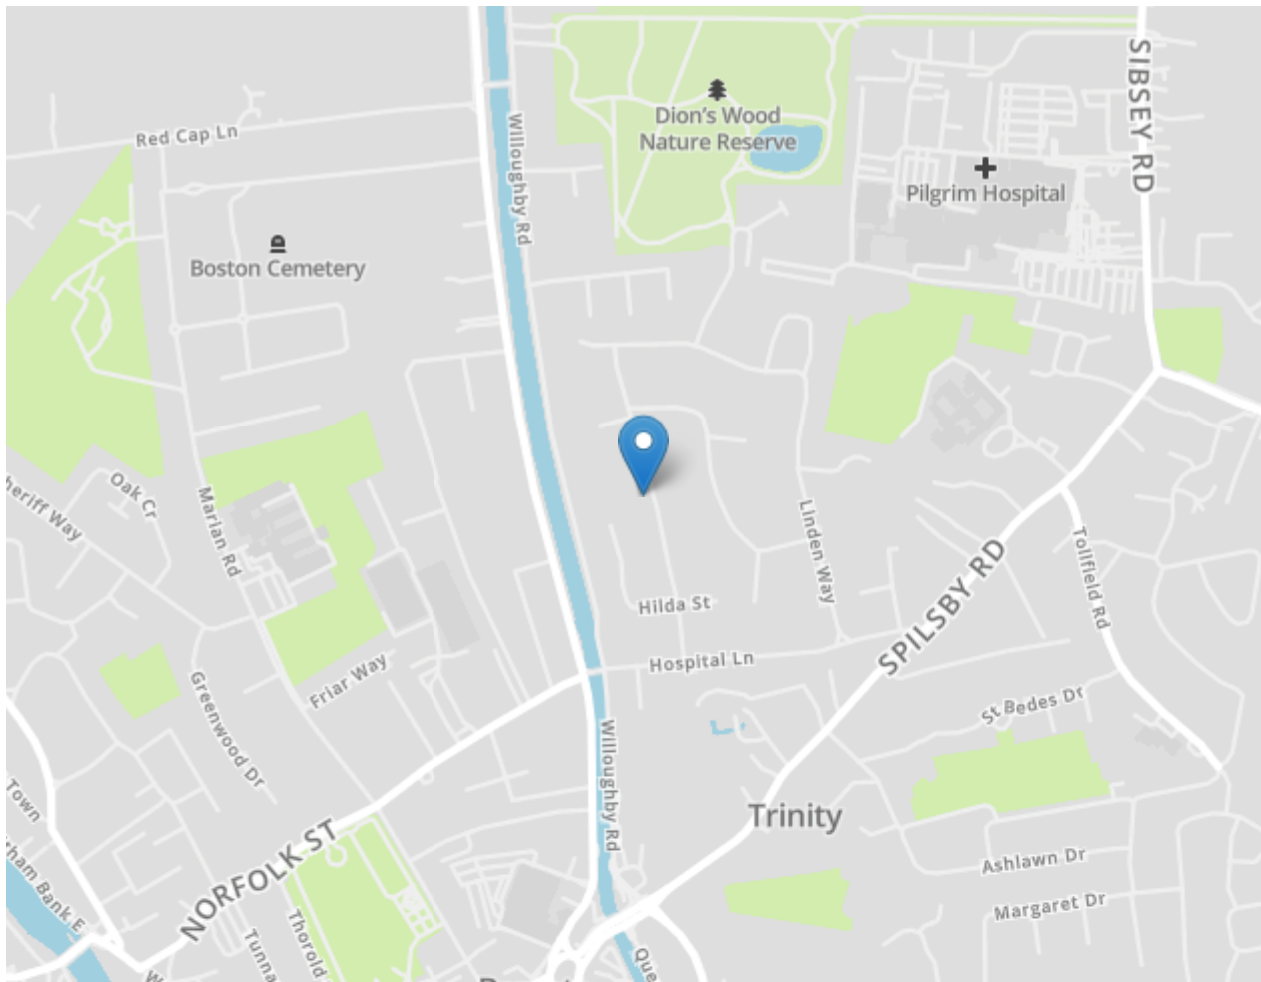 SIBSEY RD
Dion's Wood
Nature Reserve
Red Cap Ln
Willoughby Rd
Pilgrim Hospital
Boston Cemetery
Oak Cr
heriff Way
Marian Rd
Linden Way
SPILSBY RD
Tollfield Rd
Hilda St
Hospital Ln
Friar Way
Greenwood Dr
St Bedes Dr
Willoughby Rd
Town
Trinity
NORFOLK ST
Ashlawn Dr
rham Bank E
Margaret Dr
Thorold
Tunna
W
Que